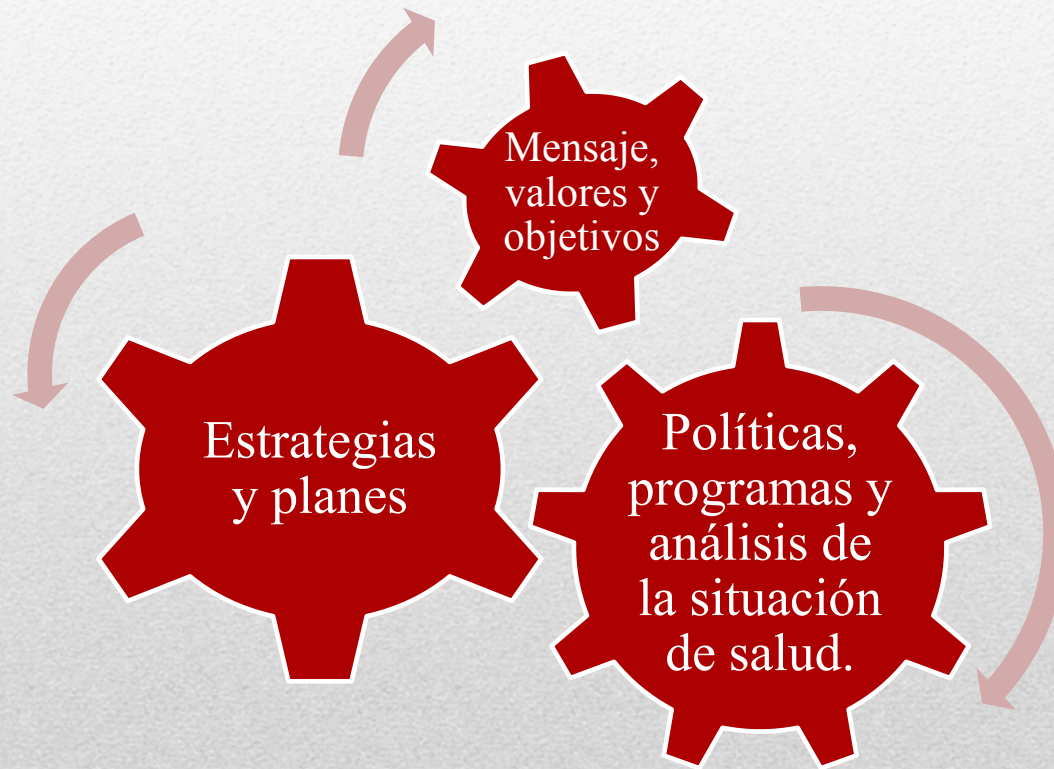 Mensaje,
valores y
objetivos
Estrategias
y planes
Políticas,
programas y
análisis de
la situación
de salud.